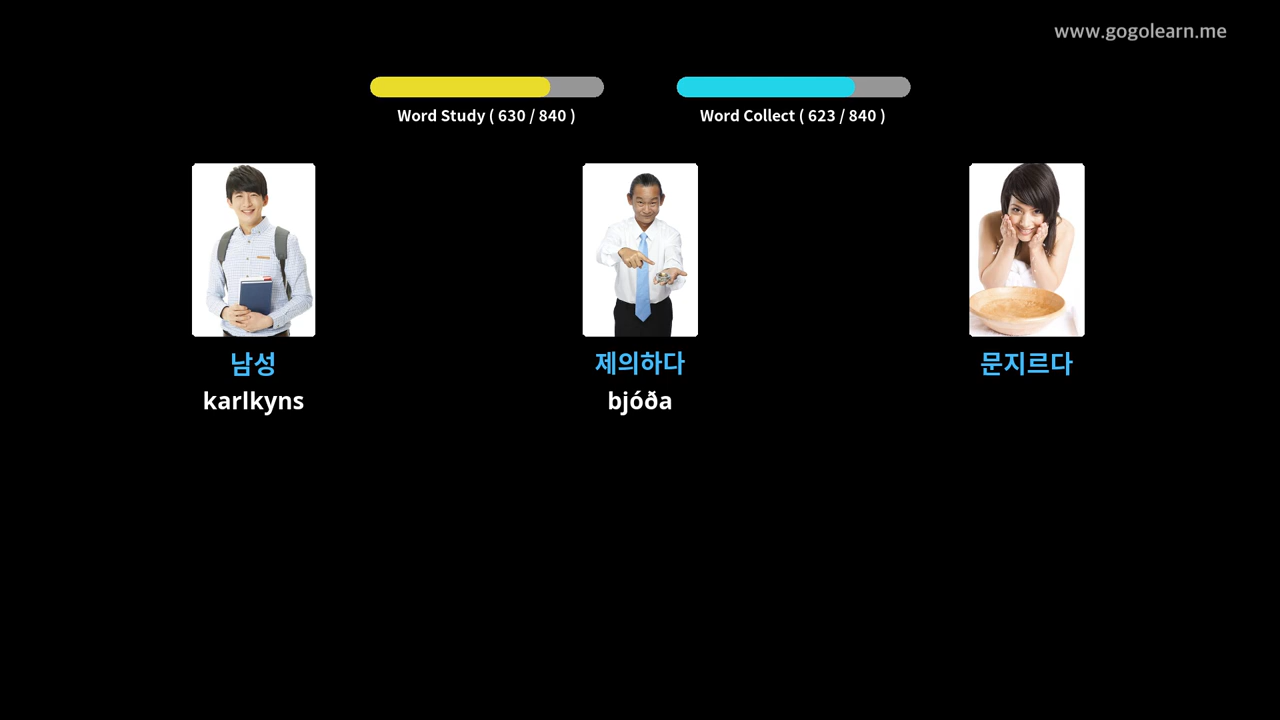 www.gogolearn.me
Word Study ( 630 / 840 )
Word Collect ( 623 / 840 )
남성
제의하다
문지르다
karlkyns
bjóða